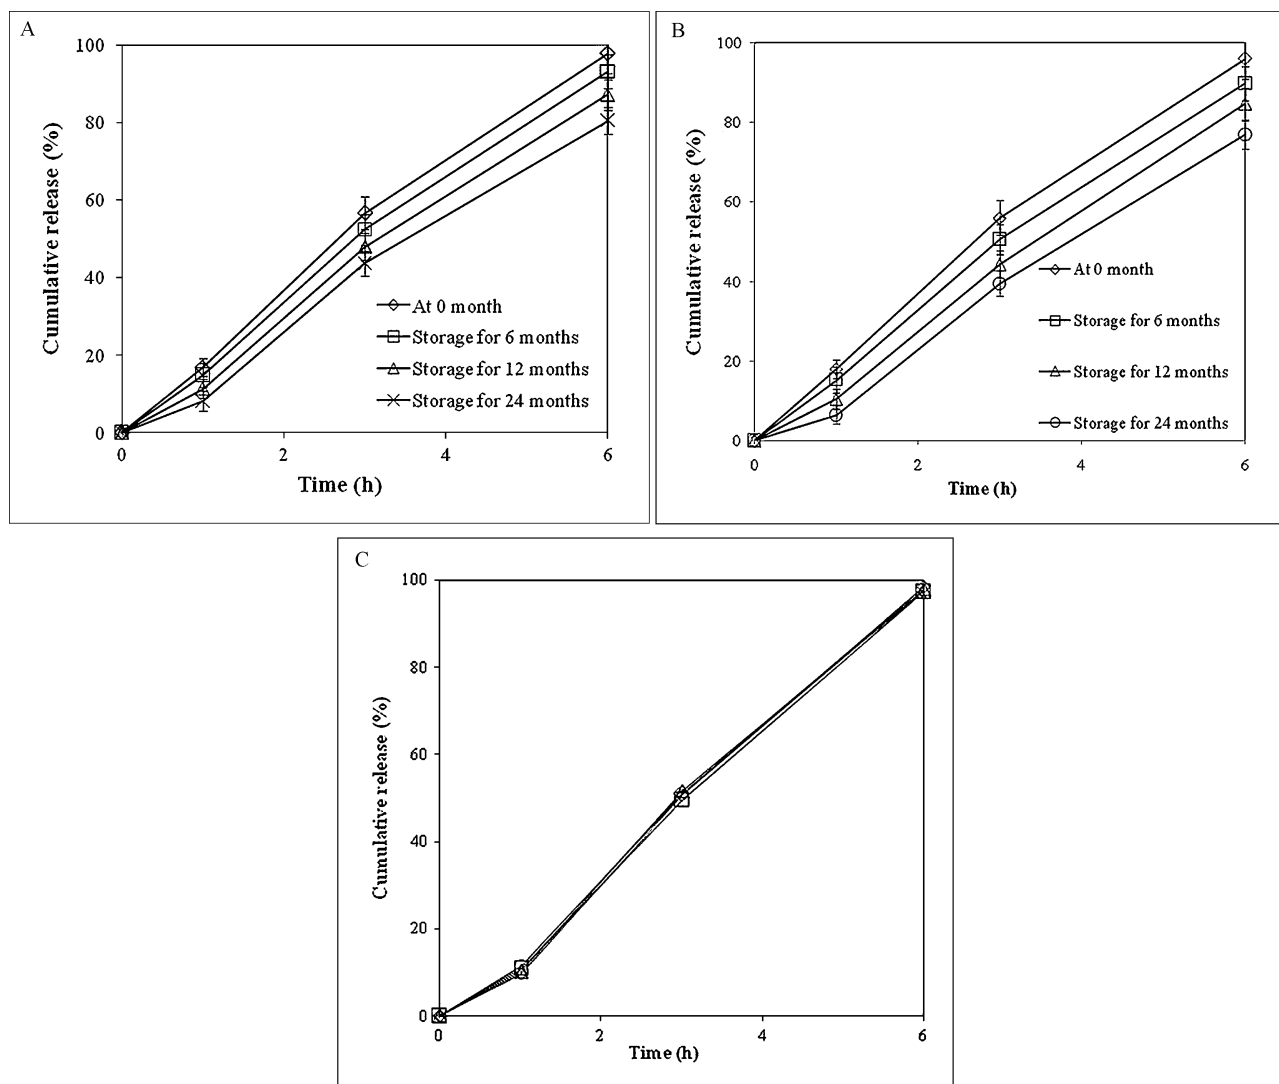 A
100
80
60
40
20
0
0 2 4 6
Cumulative release (%)
Time (h)
At 0 month
Storage for 6 months
Storage for 12 months
Storage for 24 months
B
100
80
60
40
20
0
0 2 4 6
Cumulative release (%)
Time (h)
At 0 month
Storage for 6 months
Storage for 12 months
Storage for 24 months
C
100
80
60
40
20
0
0 2 4 6
Cumulative release (%)
Time (h)